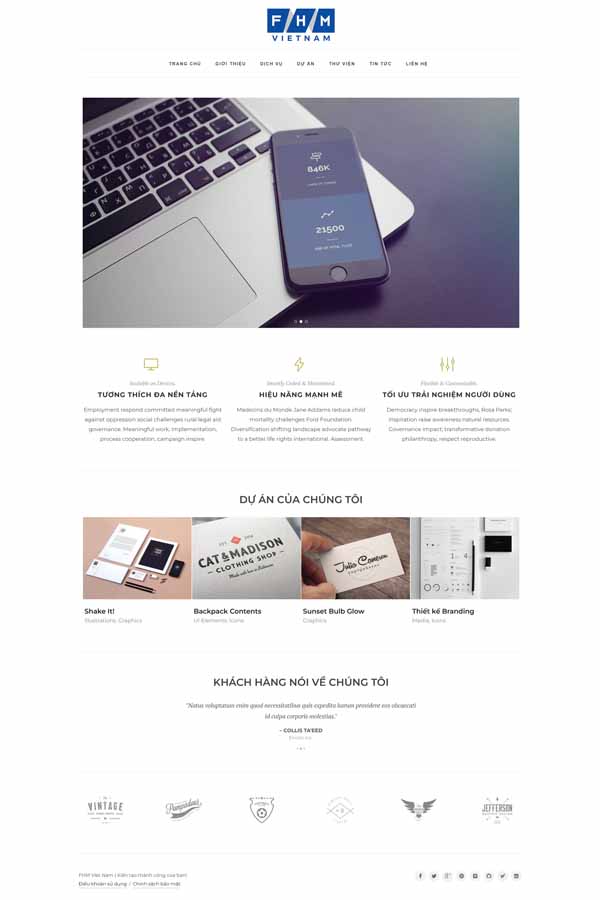 FHM
VIETNAM
TRANG CHỦ GIỚI THIỆU DỊCH VỤ DỰ ÁN THƯ VIỆN TIN TỨC LIÊN HỆ
846K
21500
Scalable on Devices.
TƯƠNG THÍCH ĐA NỀN TẢNG
Employment respond committed meaningful fight
against oppression social challenges rural legal aid
governance. Meaningful work, implementation,
process cooperation, campaign inspire.
Smartly Coded & Maintained.
HIỆU NĂNG MẠNH MẼ
Medecins du Monde Jane Addams reduce child
mortality challenges Ford Foundation.
Diversification shifting landscape advocate pathway
to a better life rights international. Assessment.
Flexible & Customizable.
TỐI ƯU TRẢI NGHIỆM NGƯỜI DÙNG
Democracy inspire breakthroughs, Rosa Parks;
inspiration raise awareness natural resources.
Governance impact; transformative donation
philanthropy, respect reproductive.
DỰ ÁN CỦA CHÚNG TÔI
CAT & MADISON
CLOTHING SHOP
Julia Cameron
PHOTOGRAPHY
Shake It!
Illustrations, Graphics
Backpack Contents
UI Elements, Icons
Sunset Bulb Glow
Graphics
Thiết kế Branding
Media, Icons
KHÁCH HÀNG NÓI VỀ CHÚNG TÔI
"Natus voluptatum enim quod necessitatibus quis expedita harum provident eos obcaecati
id culpa corporis molestias."
– COLLIS TA'EED
Envato Inc.
VINTAGE
Pompadour
JEFFERSON
FHM Viet Nam | Kiến tạo thành công của bạn!
Điều khoản sử dụng / Chính sách bảo mật